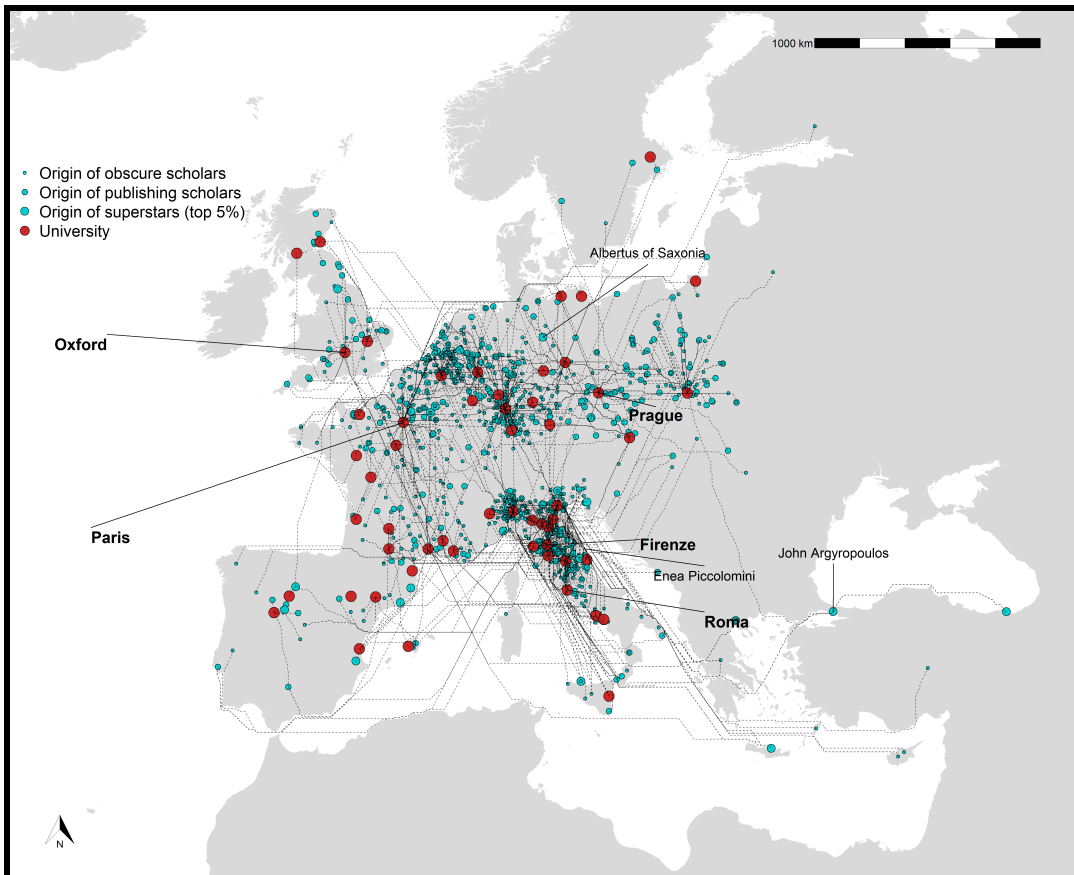 1000 km
Origin of obscure scholars
Origin of publishing scholars
Origin of superstars (top 5%)
University
Albertus of Saxonia
Oxford
Prague
Paris
Firenze
John Argyropoulos
Enea Piccolomini
Roma
N